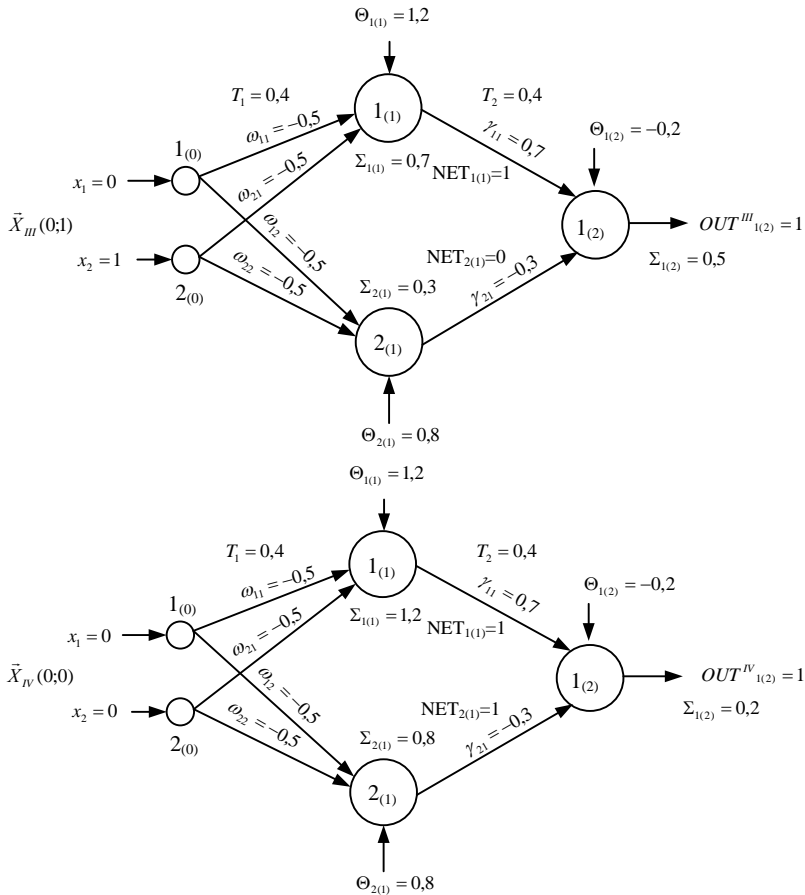 Θ₁₍₁₎ = 1,2
T₁ = 0,4
T₂ = 0,4
1₍₁₎
ω₁₁ = −0,5
γ₁₁ = 0,7
Θ₁₍₂₎ = −0,2
1₍₀₎
Σ₁₍₁₎ = 0,7
NET₁₍₁₎=1
x₁ = 0
ω₂₁ = −0,5
X⃗_III (0;1)
ω₁₂ = −0,5
1₍₂₎
OUT^III ₁₍₂₎ = 1
x₂ = 1
NET₂₍₁₎=0
Σ₁₍₂₎ = 0,5
2₍₀₎
ω₂₂ = −0,5
Σ₂₍₁₎ = 0,3
γ₂₁ = −0,3
2₍₁₎
Θ₂₍₁₎ = 0,8
Θ₁₍₁₎ = 1,2
T₁ = 0,4
T₂ = 0,4
1₍₁₎
ω₁₁ = −0,5
γ₁₁ = 0,7
Θ₁₍₂₎ = −0,2
1₍₀₎
Σ₁₍₁₎ = 1,2
NET₁₍₁₎=1
x₁ = 0
ω₂₁ = −0,5
X⃗_IV (0;0)
ω₁₂ = −0,5
1₍₂₎
OUT^IV ₁₍₂₎ = 1
x₂ = 0
NET₂₍₁₎=1
Σ₁₍₂₎ = 0,2
2₍₀₎
ω₂₂ = −0,5
Σ₂₍₁₎ = 0,8
γ₂₁ = −0,3
2₍₁₎
Θ₂₍₁₎ = 0,8